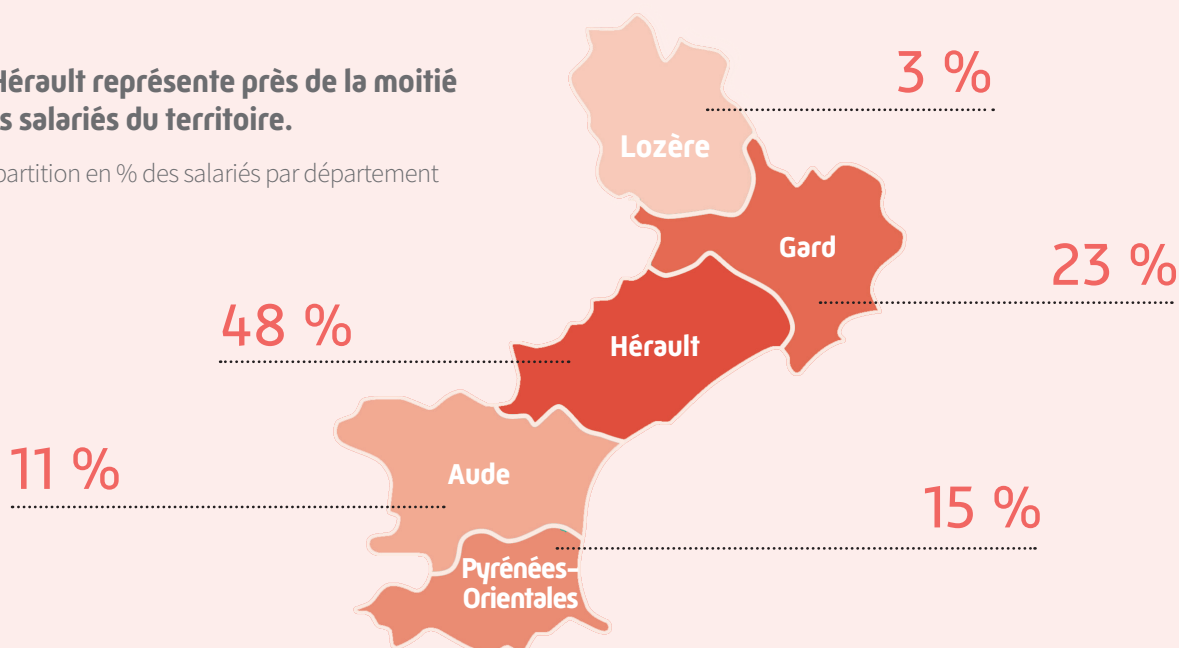 Hérault représente près de la moitié
s salariés du territoire.
partition en % des salariés par département
3 %
Lozère
Gard
23 %
48 %
Hérault
11 %
Aude
15 %
Pyrénées-
Orientales